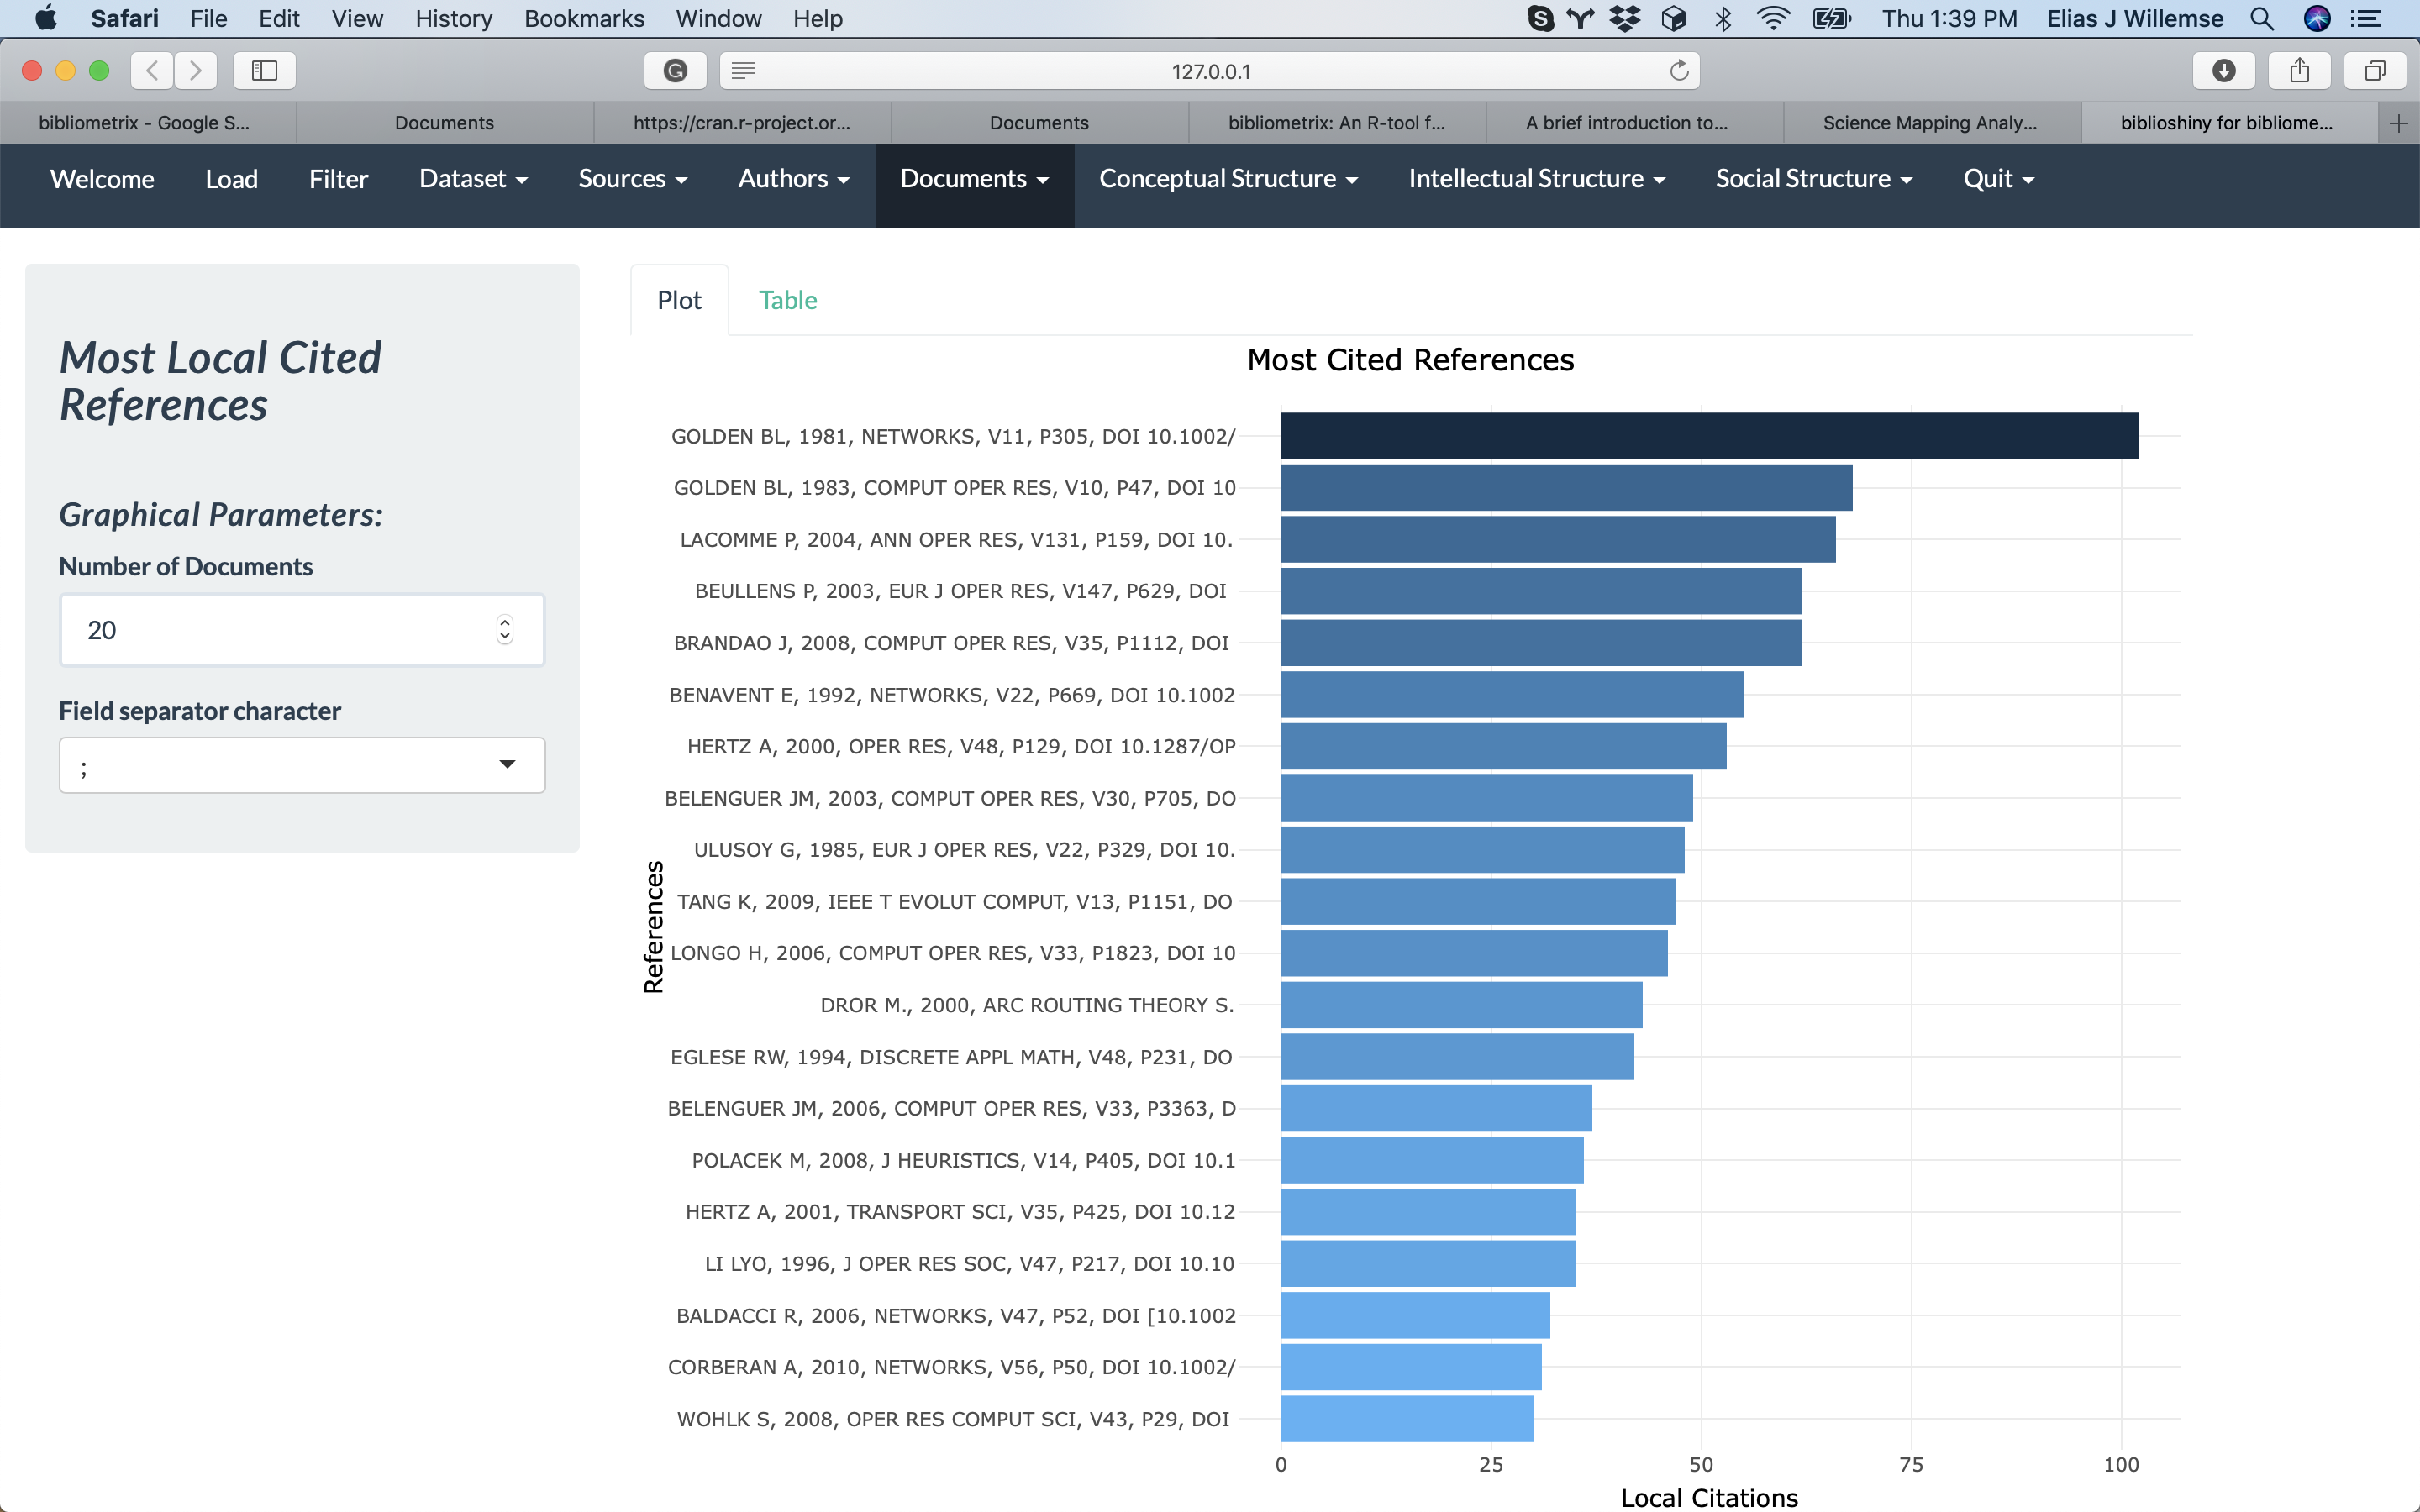 Safari File Edit View History Bookmarks Window Help Thu 1:39 PM Elias J Willemse
127.0.0.1
bibliometrix - Google S... Documents https://cran.r-project.or... Documents bibliometrix: An R-tool f... A brief introduction to... Science Mapping Analy... biblioshiny for bibliome...
Welcome Load Filter Dataset Sources Authors Documents Conceptual Structure Intellectual Structure Social Structure Quit
Most Local Cited
References
Graphical Parameters:
Number of Documents
20
Field separator character
;
Plot Table
Most Cited References
References
GOLDEN BL, 1981, NETWORKS, V11, P305, DOI 10.1002/
GOLDEN BL, 1983, COMPUT OPER RES, V10, P47, DOI 10
LACOMME P, 2004, ANN OPER RES, V131, P159, DOI 10.
BEULLENS P, 2003, EUR J OPER RES, V147, P629, DOI
BRANDAO J, 2008, COMPUT OPER RES, V35, P1112, DOI
BENAVENT E, 1992, NETWORKS, V22, P669, DOI 10.1002
HERTZ A, 2000, OPER RES, V48, P129, DOI 10.1287/OP
BELENGUER JM, 2003, COMPUT OPER RES, V30, P705, DO
ULUSOY G, 1985, EUR J OPER RES, V22, P329, DOI 10.
TANG K, 2009, IEEE T EVOLUT COMPUT, V13, P1151, DO
LONGO H, 2006, COMPUT OPER RES, V33, P1823, DOI 10
DROR M., 2000, ARC ROUTING THEORY S.
EGLESE RW, 1994, DISCRETE APPL MATH, V48, P231, DO
BELENGUER JM, 2006, COMPUT OPER RES, V33, P3363, D
POLACEK M, 2008, J HEURISTICS, V14, P405, DOI 10.1
HERTZ A, 2001, TRANSPORT SCI, V35, P425, DOI 10.12
LI LYO, 1996, J OPER RES SOC, V47, P217, DOI 10.10
BALDACCI R, 2006, NETWORKS, V47, P52, DOI [10.1002
CORBERAN A, 2010, NETWORKS, V56, P50, DOI 10.1002/
WOHLK S, 2008, OPER RES COMPUT SCI, V43, P29, DOI
0 25 50 75 100
Local Citations